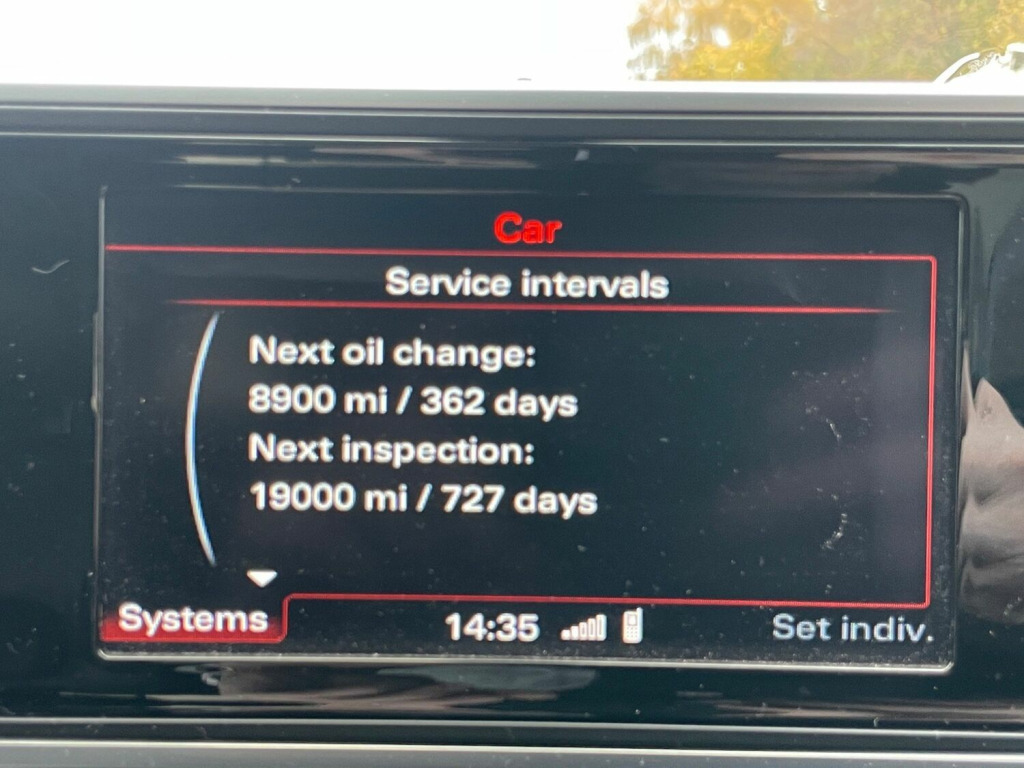 Car
Service intervals
Next oil change:
8900 mi / 362 days
Next inspection:
19000 mi / 727 days
Systems
14:35
Set indiv.